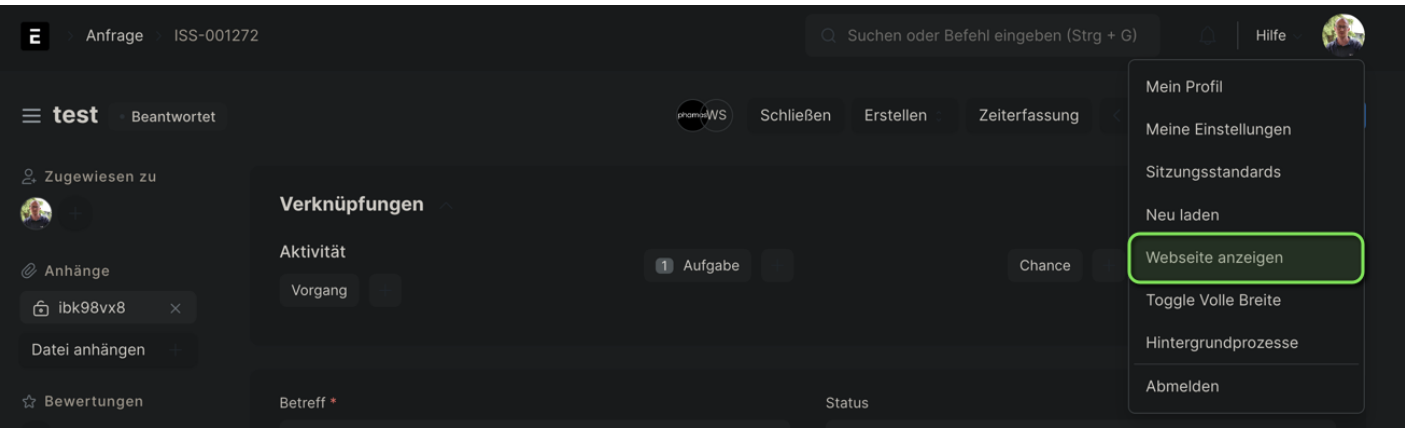 E Anfrage ISS-001272 Suchen oder Befehl eingeben (Strg + G) Hilfe
test Beantwortet phamos WS Schließen Erstellen Zeiterfassung
Mein Profil
Meine Einstellungen
Sitzungsstandards
Neu laden
Webseite anzeigen
Toggle Volle Breite
Hintergrundprozesse
Abmelden
Zugewiesen zu
Anhänge
ibk98vx8
Datei anhängen
Bewertungen
Verknüpfungen
Aktivität
Vorgang
1 Aufgabe
Chance
Betreff *
Status